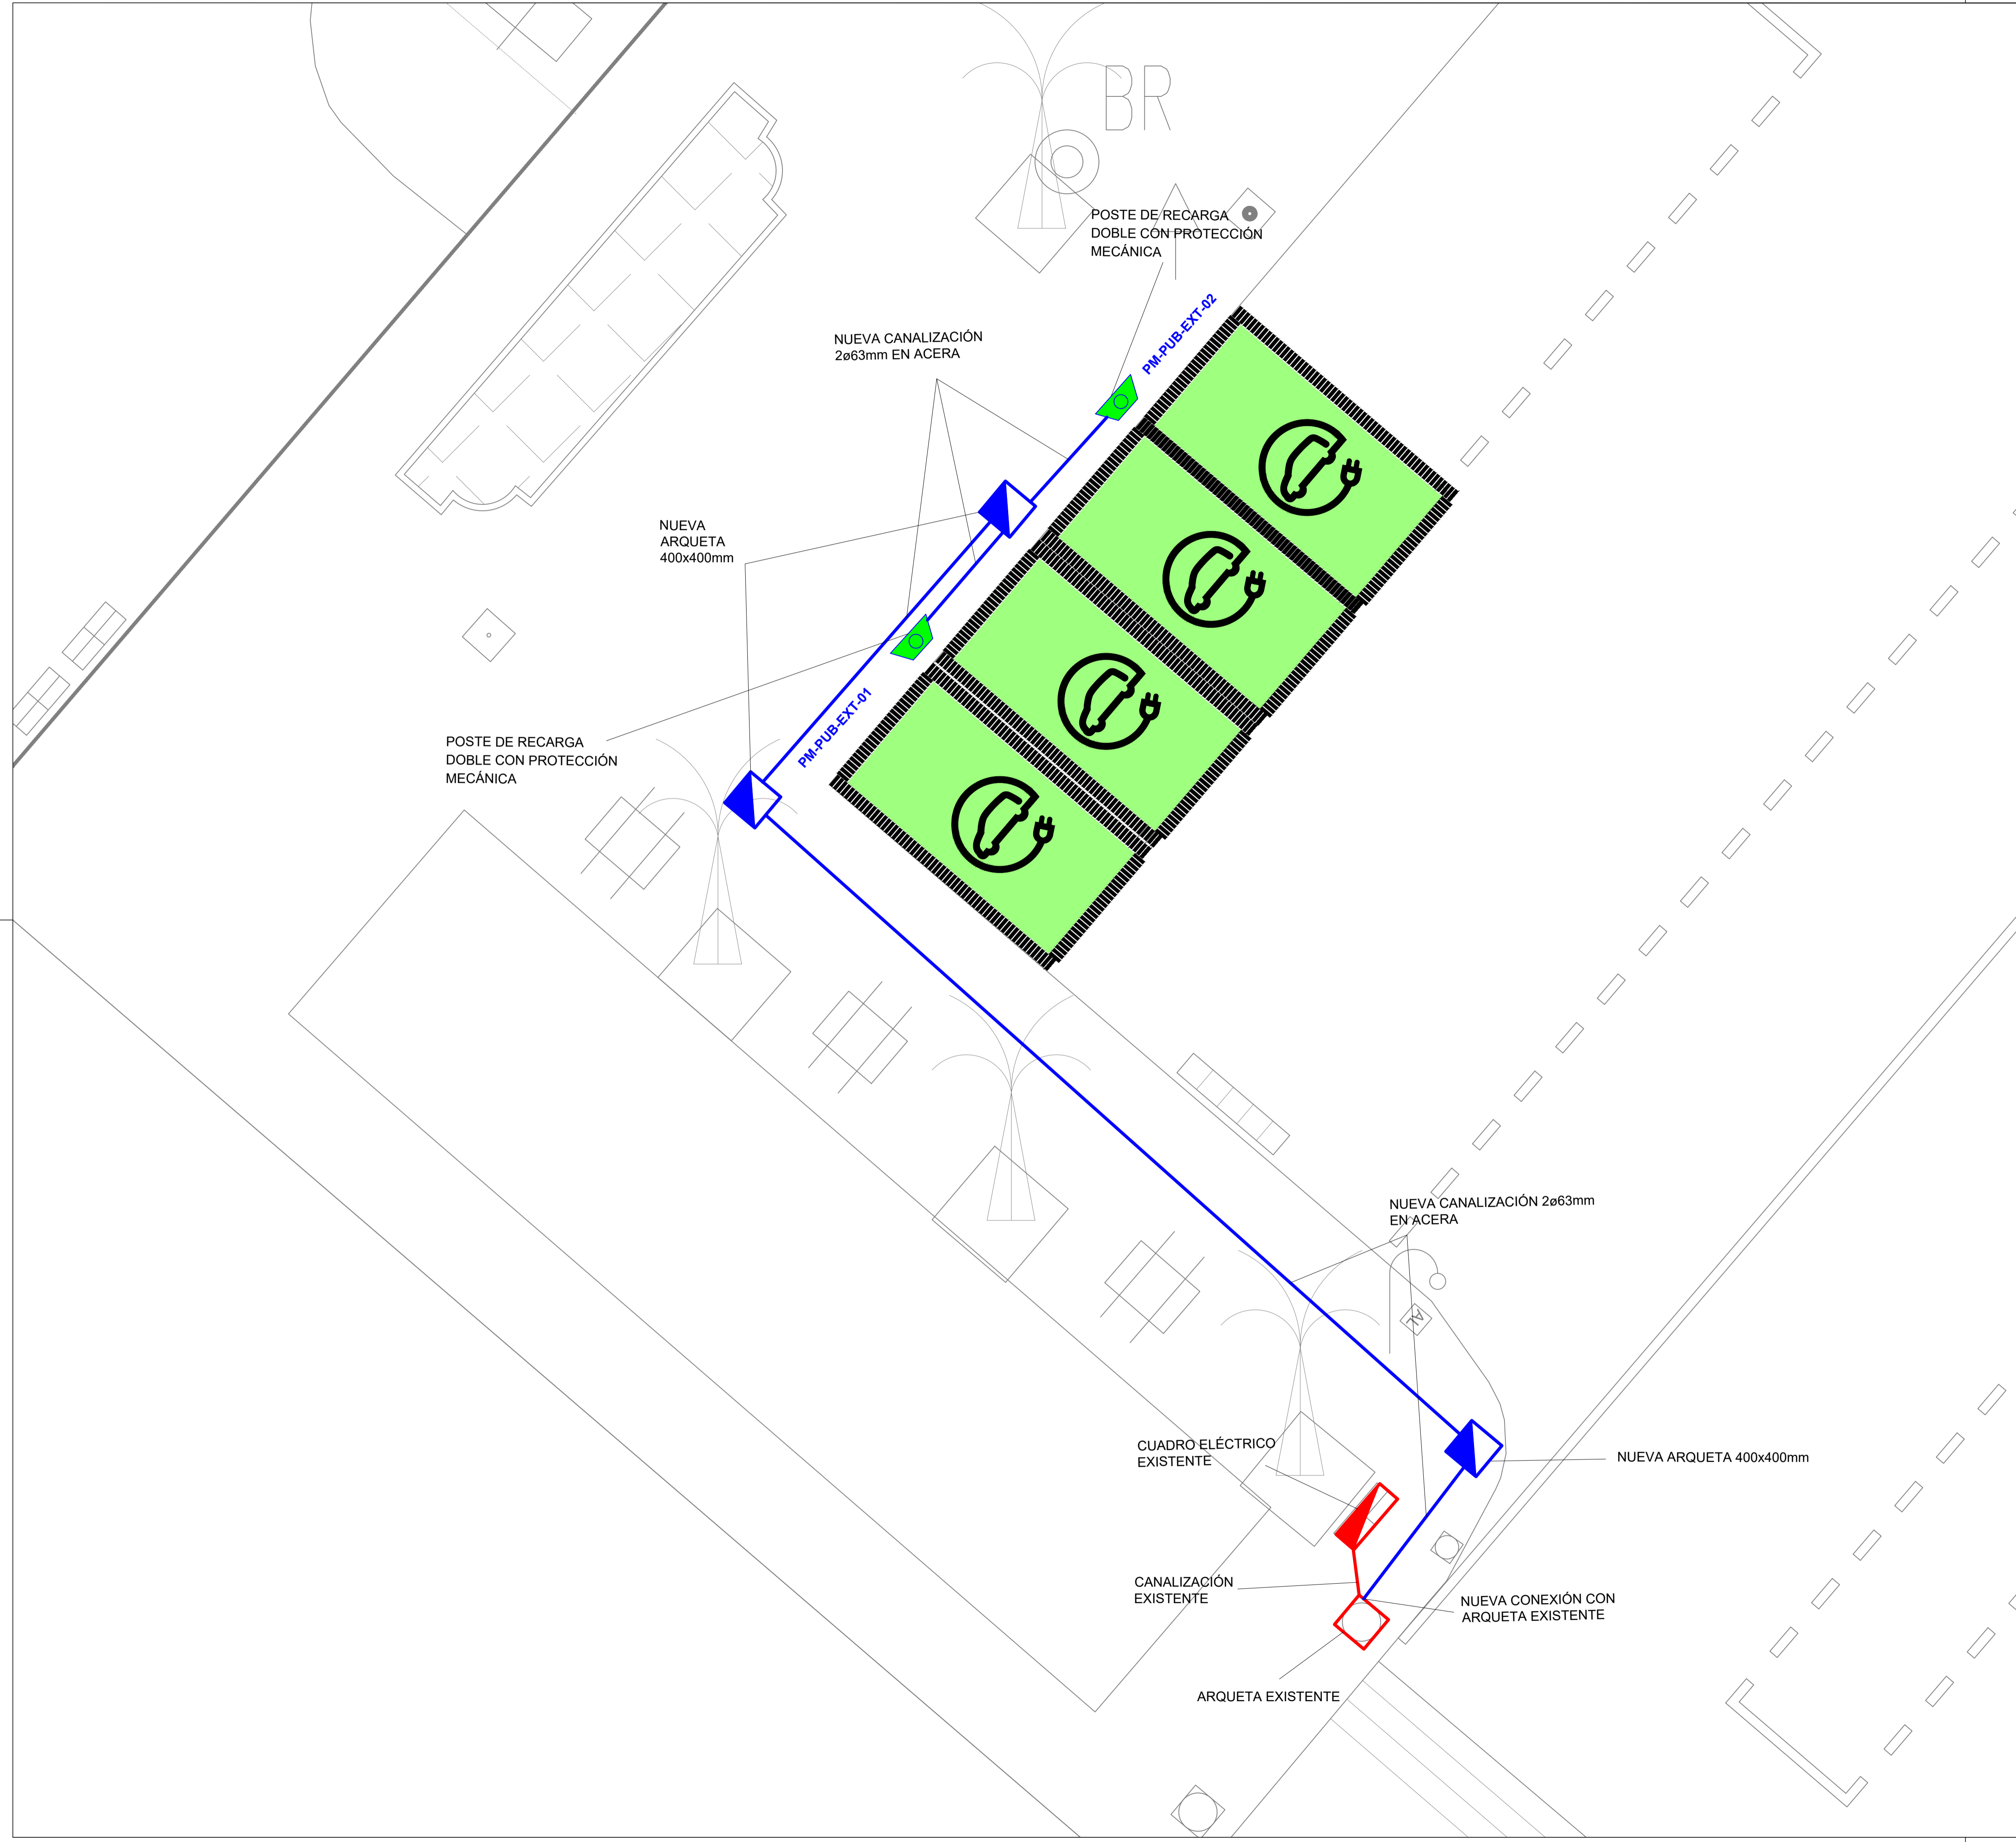 BR
POSTE DE RECARGA
DOBLE CON PROTECCIÓN
MECÁNICA
PM-PUB-EXT-02
NUEVA CANALIZACIÓN
2ø63mm EN ACERA
NUEVA
ARQUETA
400x400mm
PM-PUB-EXT-01
POSTE DE RECARGA
DOBLE CON PROTECCIÓN
MECÁNICA
NUEVA CANALIZACIÓN 2ø63mm
EN ACERA
AL
CUADRO ELÉCTRICO
EXISTENTE
NUEVA ARQUETA 400x400mm
CANALIZACIÓN
EXISTENTE
NUEVA CONEXIÓN CON
ARQUETA EXISTENTE
ARQUETA EXISTENTE